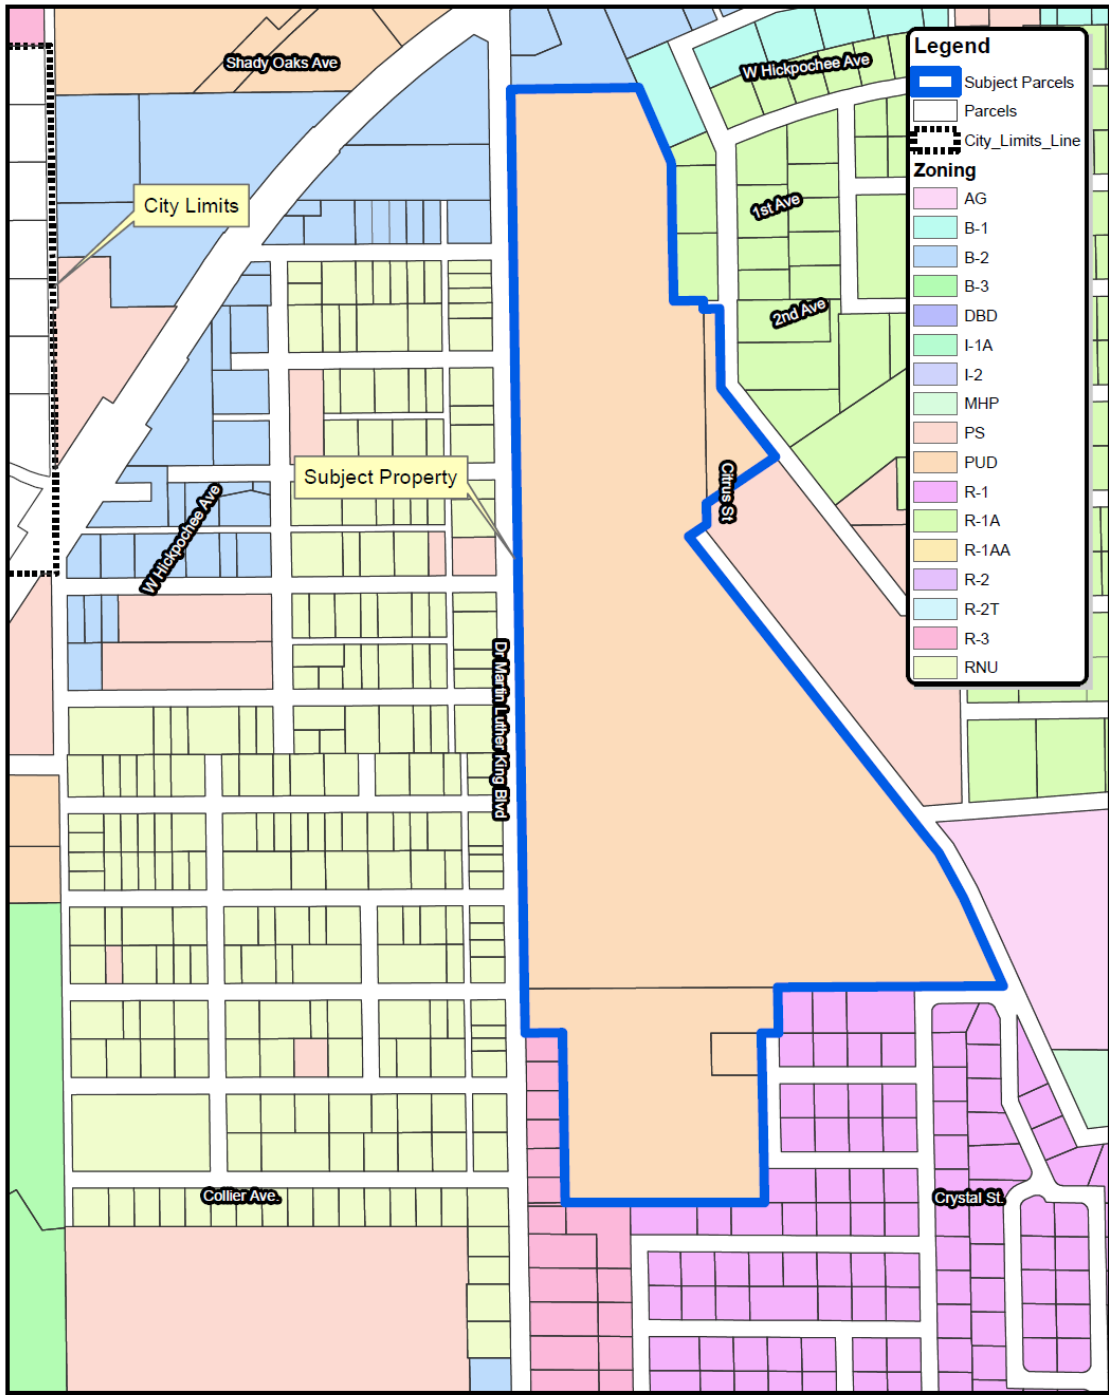 Shady Oaks Ave
W Hickpochee Ave
Legend
Subject Parcels
Parcels
City_Limits_Line
Zoning
AG
B-1
B-2
B-3
DBD
I-1A
I-2
MHP
PS
PUD
R-1
R-1A
R-1AA
R-2
R-2T
R-3
RNU
City Limits
1st Ave
2nd Ave
Subject Property
Citrus St
W Hickpochee Ave
Dr Martin Luther King Blvd
Collier Ave.
Crystal St.